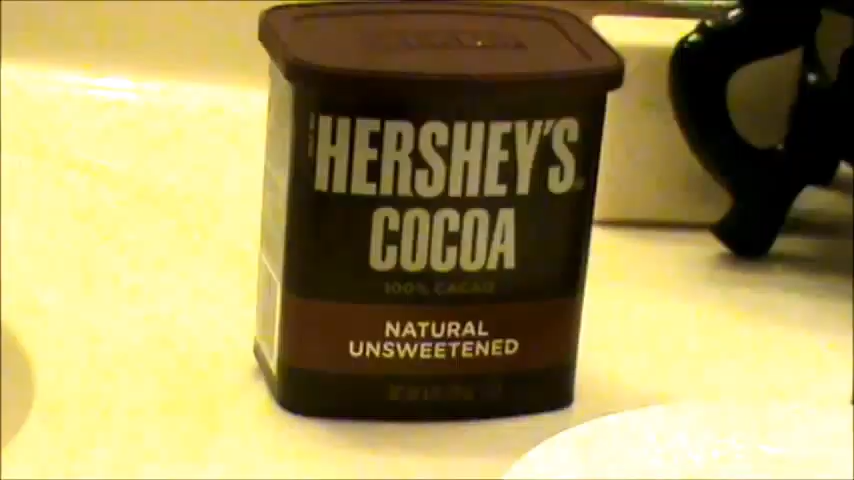 HERSHEY'S
COCOA
100% CACAO
NATURAL
UNSWEETENED